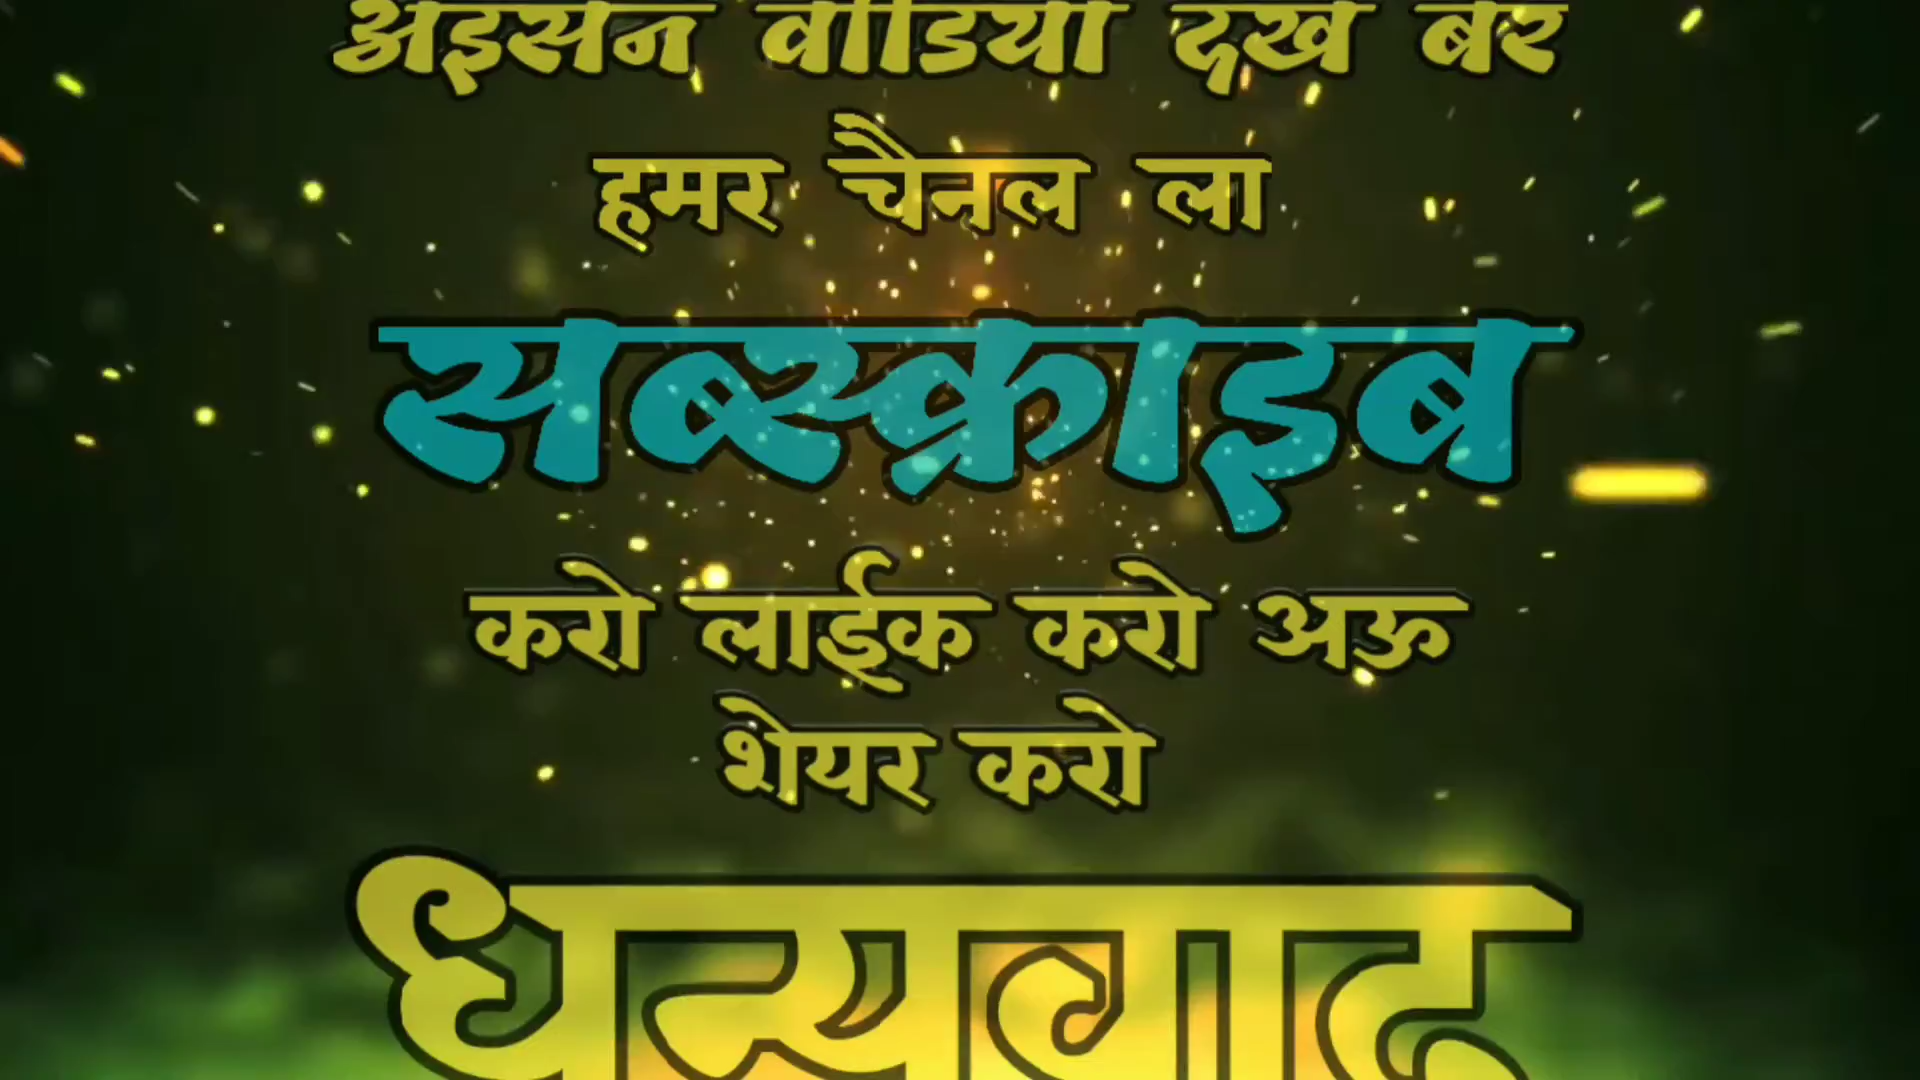 अइसन वीडियो देखे बर
हमर चैनल ला
सब्स्क्राइब
करो लाईक करो अऊ
शेयर करो
धन्यवाद